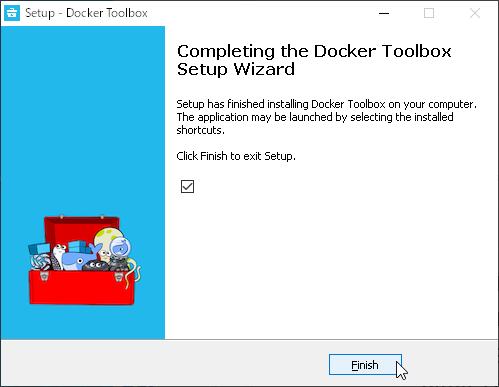 Setup - Docker Toolbox
Completing the Docker Toolbox
Setup Wizard
Setup has finished installing Docker Toolbox on your computer.
The application may be launched by selecting the installed
shortcuts.
Click Finish to exit Setup.
Finish